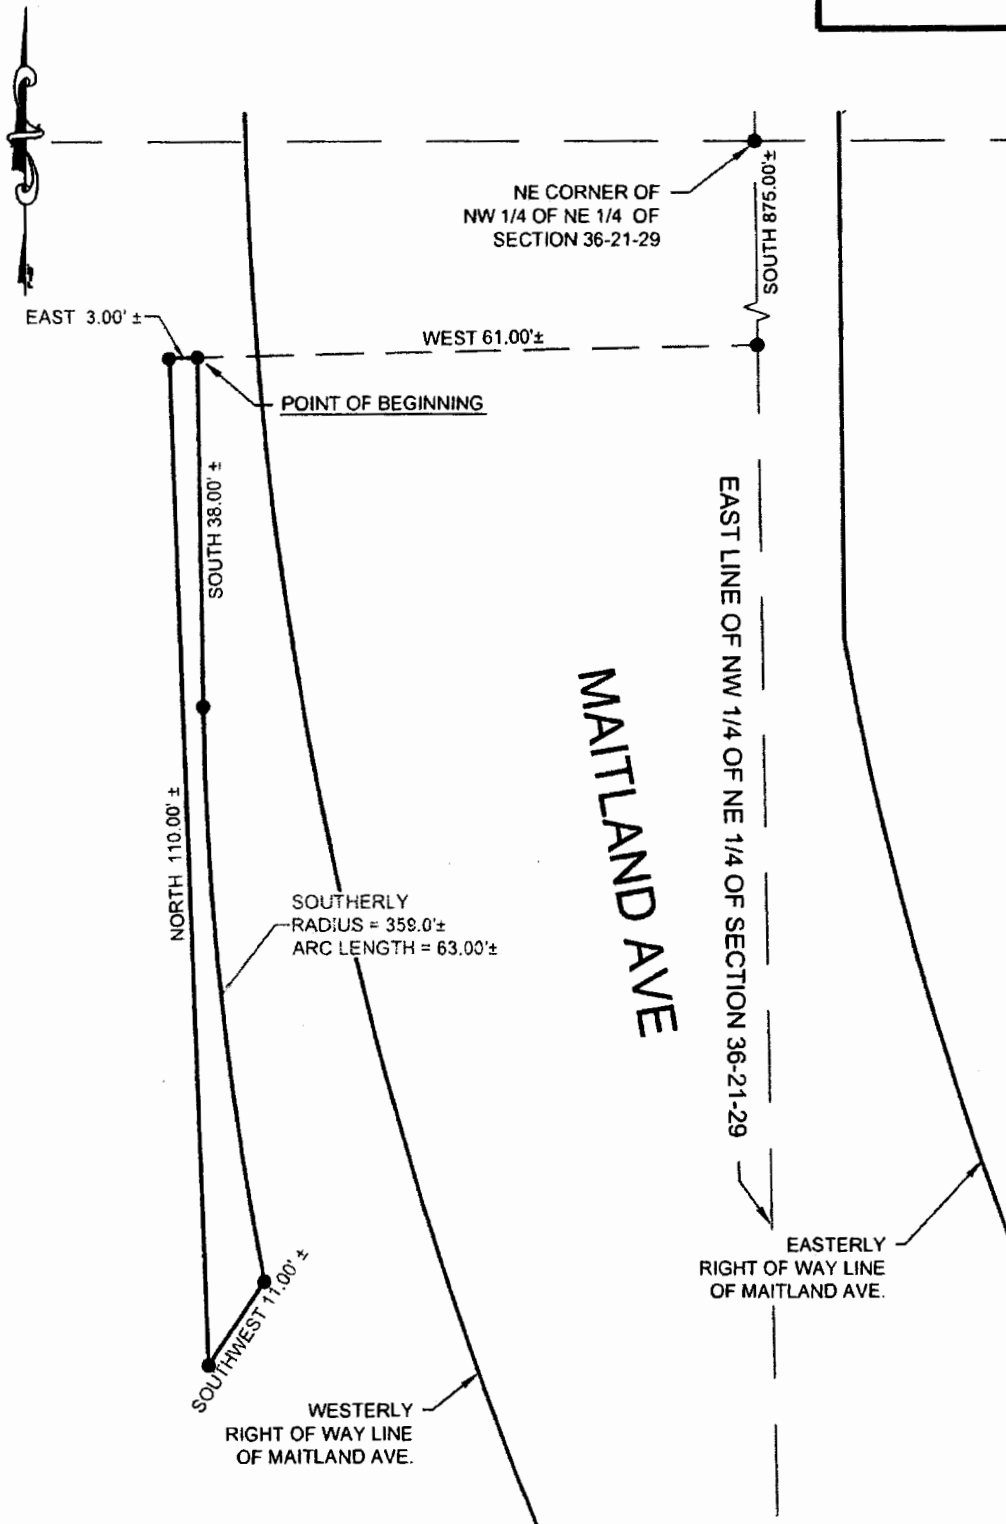 NE CORNER OF
NW 1/4 OF NE 1/4 OF
SECTION 36-21-29
SOUTH 875.00'±
EAST 3.00' ±
WEST 61.00'±
POINT OF BEGINNING
SOUTH 38.00' ±
EAST LINE OF NW 1/4 OF NE 1/4 OF SECTION 36-21-29
MAITLAND AVE
NORTH 110.00' ±
SOUTHERLY
RADIUS = 359.0'±
ARC LENGTH = 63.00'±
SOUTHWEST 11.00' ±
EASTERLY
RIGHT OF WAY LINE
OF MAITLAND AVE.
WESTERLY
RIGHT OF WAY LINE
OF MAITLAND AVE.